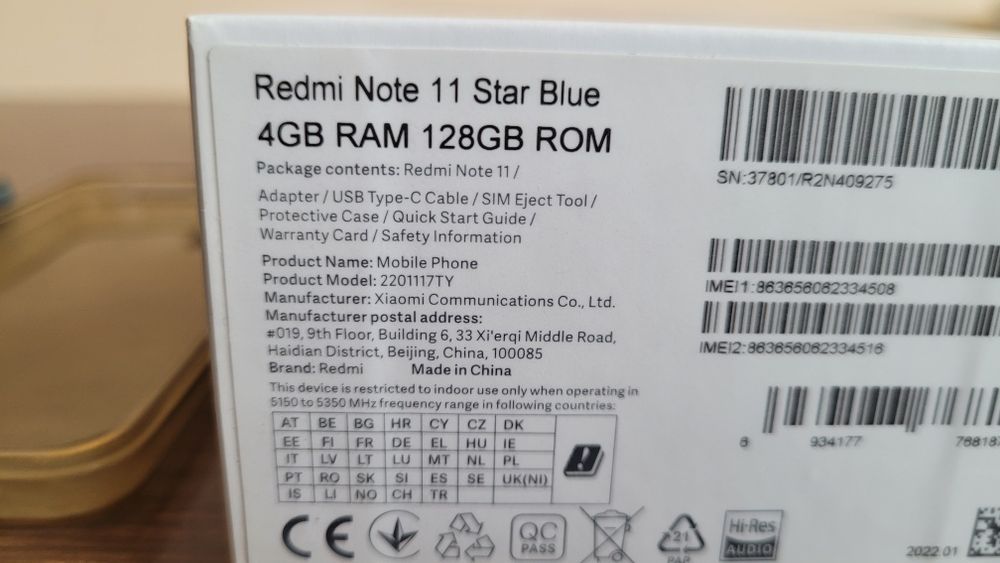 Redmi Note 11 Star Blue
4GB RAM 128GB ROM
Package contents: Redmi Note 11 /
Adapter / USB Type-C Cable / SIM Eject Tool /
Protective Case / Quick Start Guide /
Warranty Card / Safety Information
Product Name: Mobile Phone
Product Model: 2201117TY
Manufacturer: Xiaomi Communications Co., Ltd.
Manufacturer postal address:
#019, 9th Floor, Building 6, 33 Xi'erqi Middle Road,
Haidian District, Beijing, China, 100085
Brand: Redmi Made in China
This device is restricted to indoor use only when operating in
5150 to 5350 MHz frequency range in following countries:
AT BE BG HR CY CZ DK
EE FI FR DE EL HU IE
IT LV LT LU MT NL PL
PT RO SK SI ES SE UK(NI)
IS LI NO CH TR
CE
QC
PASS
21
PAP
Hi-Res
AUDIO
SN:37801/R2N409275
IMEI1:863656062334508
IMEI2:863656062334516
6 934177
2022.01